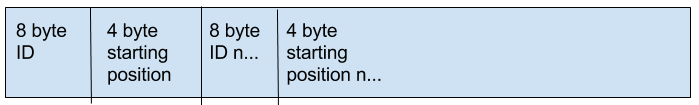 8 byte
ID
4 byte
starting
position
8 byte
ID n...
4 byte
starting
position n...